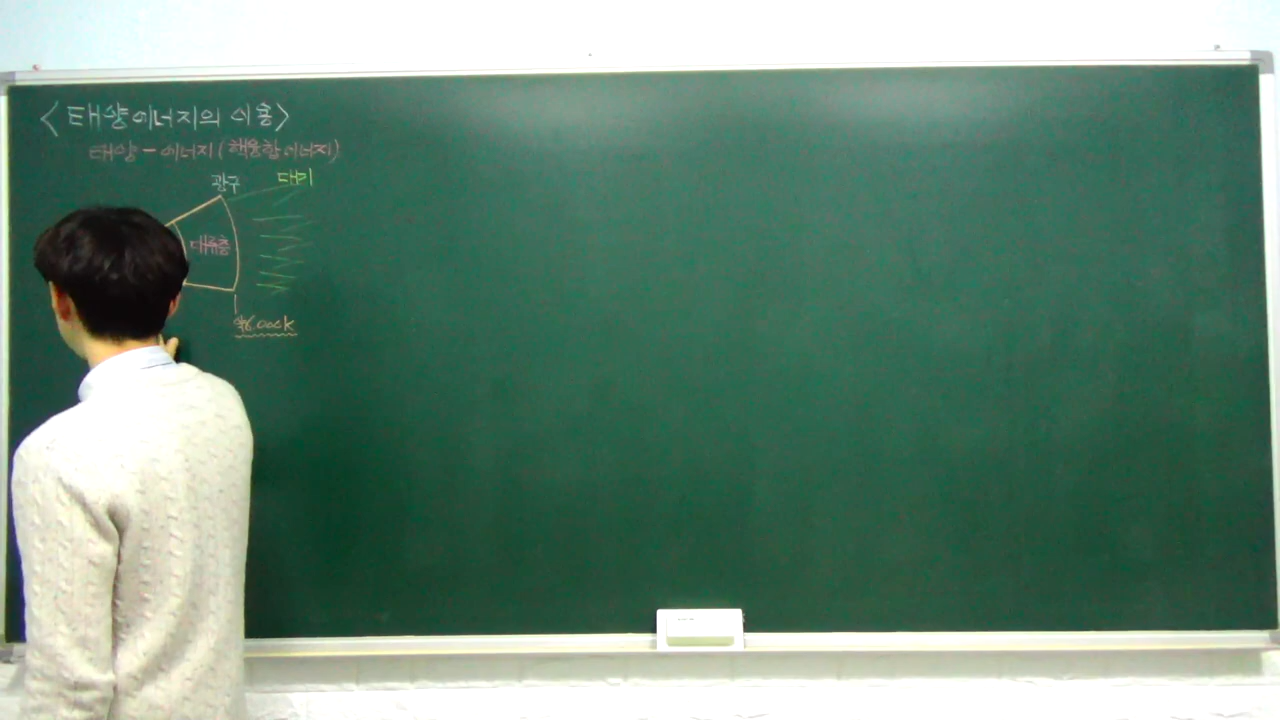 <태양에너지의 이용>
태양-에너지(핵융합에너지)
광구 대기
대류층
약6.000k